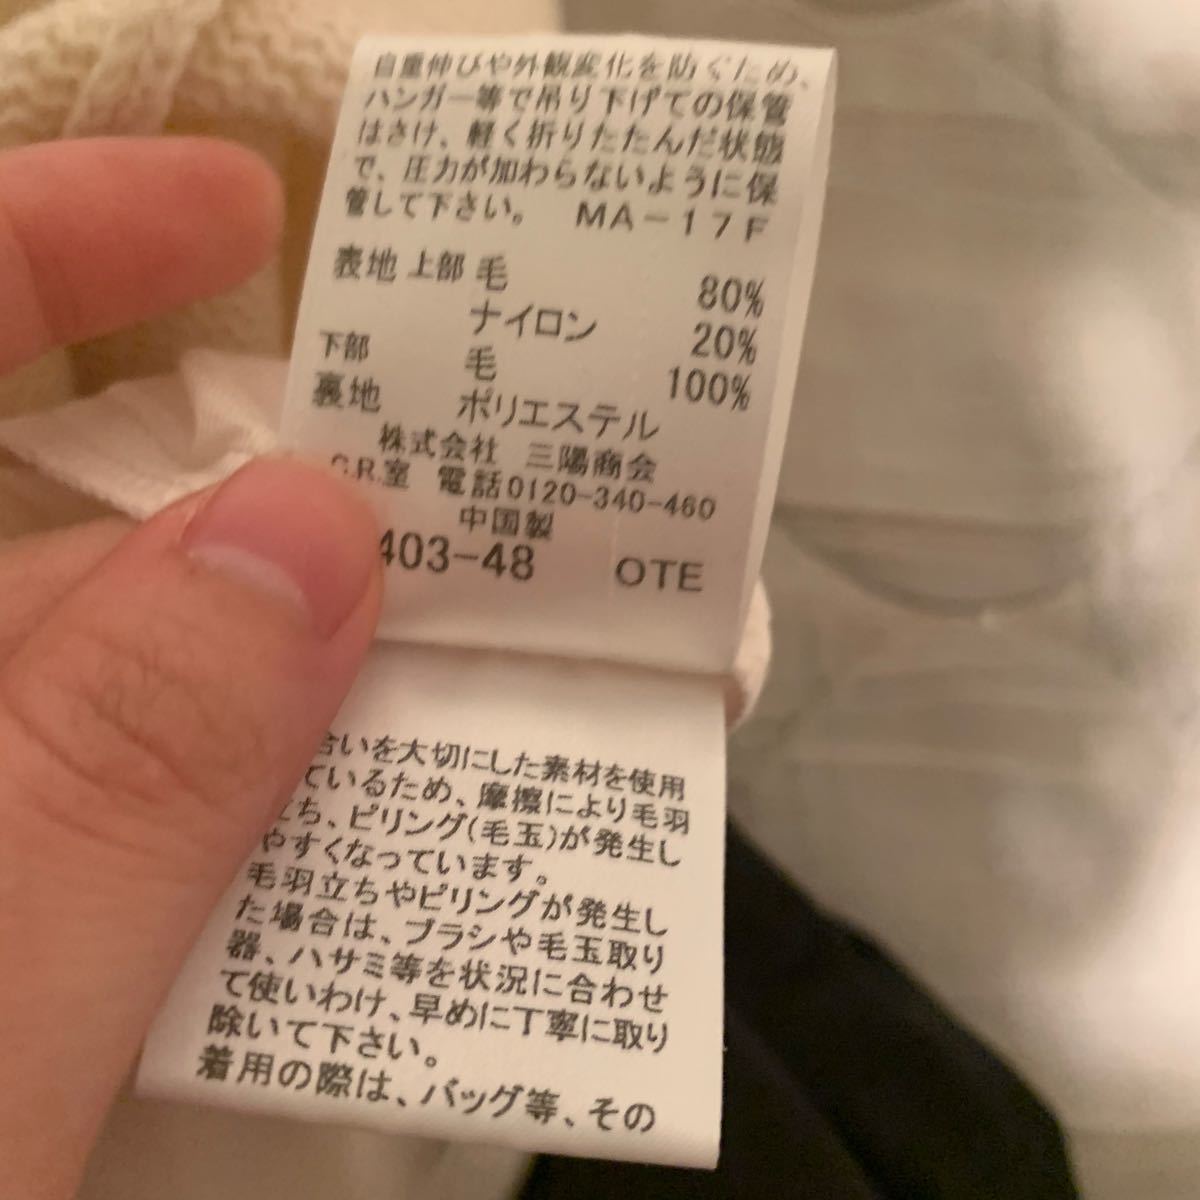 自重伸びや外観変化を防ぐため、
ハンガー等で吊り下げての保管
はさけ、軽く折りたたんだ状態
で、圧力が加わらないように保
管して下さい。 MA-17F
表地 上部 毛 80%
ナイロン 20%
下部 毛 100%
裏地 ポリエステル
株式会社 三陽商会
C.R.室 電話0120-340-460
中国製
403-48 OTE
合いを大切にした素材を使用
ているため、摩擦により毛羽
立ち、ピリング(毛玉)が発生し
やすくなっています。
毛羽立ちやピリングが発生し
た場合は、ブラシや毛玉取り
器、ハサミ等を状況に合わせ
て使いわけ、早めに丁寧に取り
除いて下さい。
着用の際は、バッグ等、その